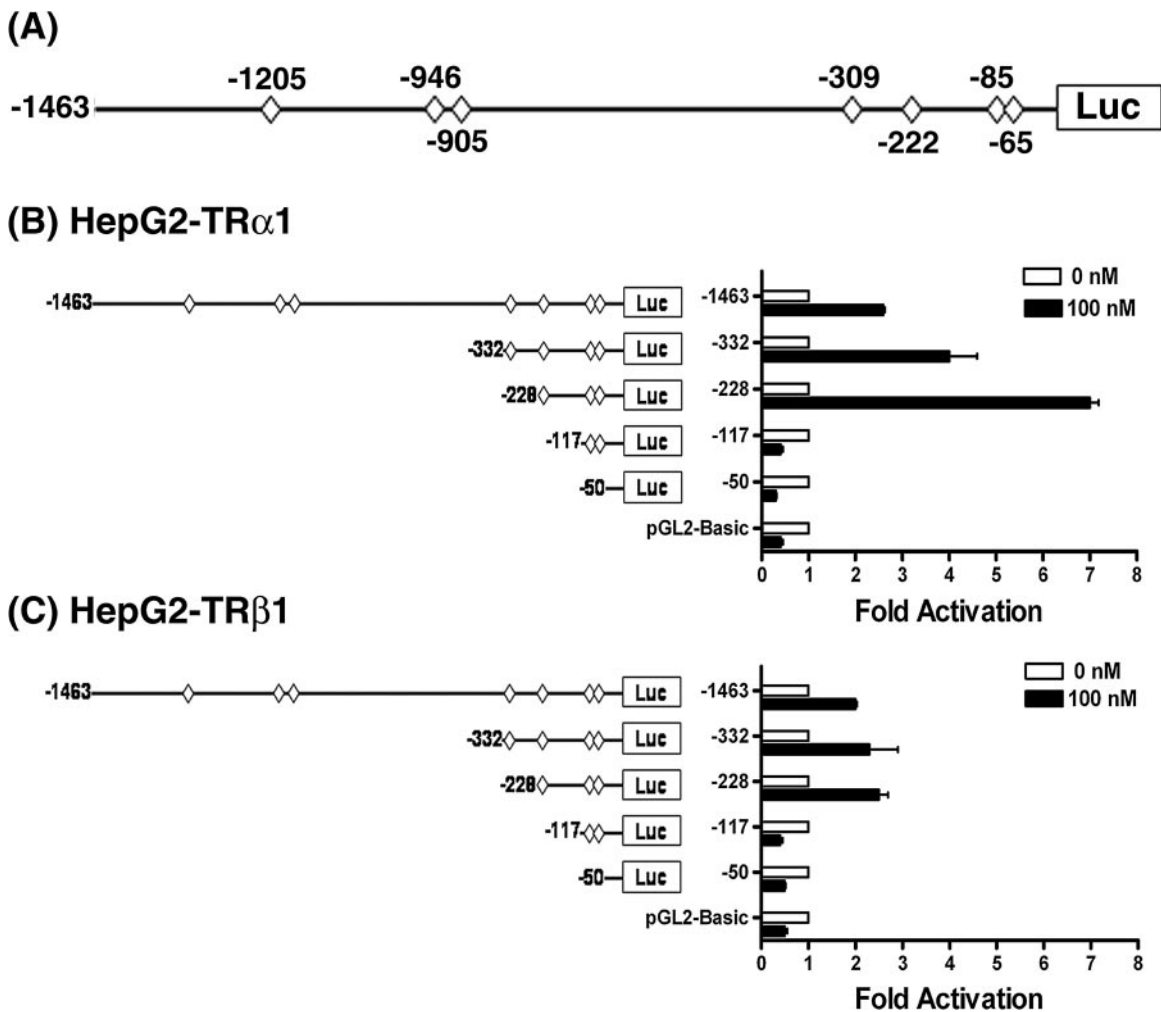 (A)
-1205
-946
-309
-85
-1463
Luc
-905
-222
-65
(B) HepG2-TRα1
0 nM
100 nM
-1463
Luc
-1463
-332
Luc
-332
-228
Luc
-228
-117
Luc
-117
-50
Luc
-50
pGL2-Basic
0 1 2 3 4 5 6 7 8
Fold Activation
(C) HepG2-TRβ1
0 nM
100 nM
-1463
Luc
-1463
-332
Luc
-332
-228
Luc
-228
-117
Luc
-117
-50
Luc
-50
pGL2-Basic
0 1 2 3 4 5 6 7 8
Fold Activation